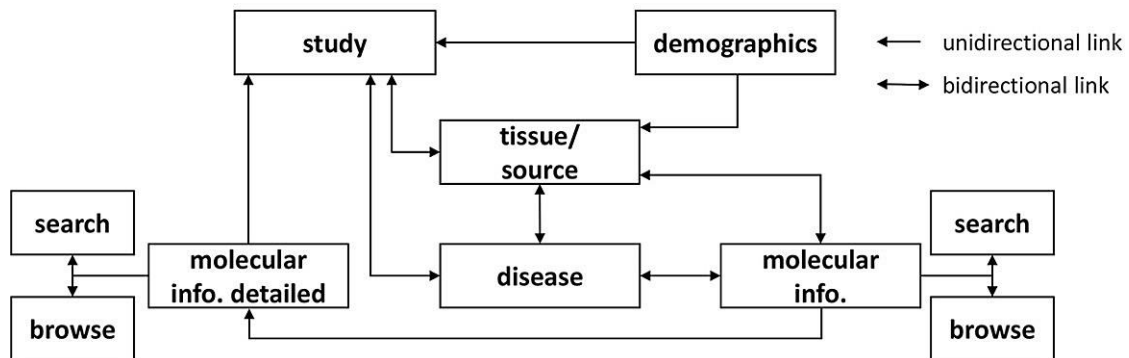 study
demographics
unidirectional link
bidirectional link
tissue/
source
search
molecular
info. detailed
browse
disease
molecular
info.
search
browse